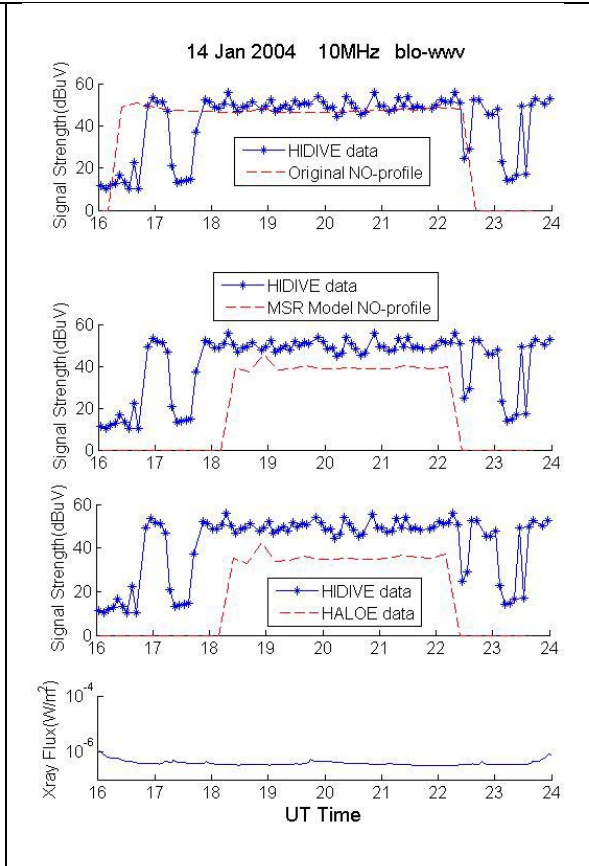 14 Jan 2004 10MHz blo-wwv
Signal Strength(dBuV)
60
40
20
0
HIDIVE data
Original NO-profile
16 17 18 19 20 21 22 23 24
HIDIVE data
MSR Model NO-profile
Signal Strength(dBuV)
60
40
20
0
16 17 18 19 20 21 22 23 24
Signal Strength(dBuV)
60
40
20
0
HIDIVE data
HALOE data
16 17 18 19 20 21 22 23 24
Xray Flux(W/m²)
10⁻⁴
10⁻⁶
16 17 18 19 20 21 22 23 24
UT Time